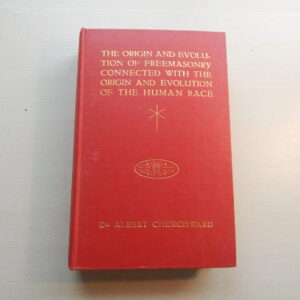 THE ORIGIN AND EVOLU-
TION OF FREEMASONRY
CONNECTED WITH THE
ORIGIN AND EVOLUTION
OF THE HUMAN RACE
DR ALBERT CHURCHWARD